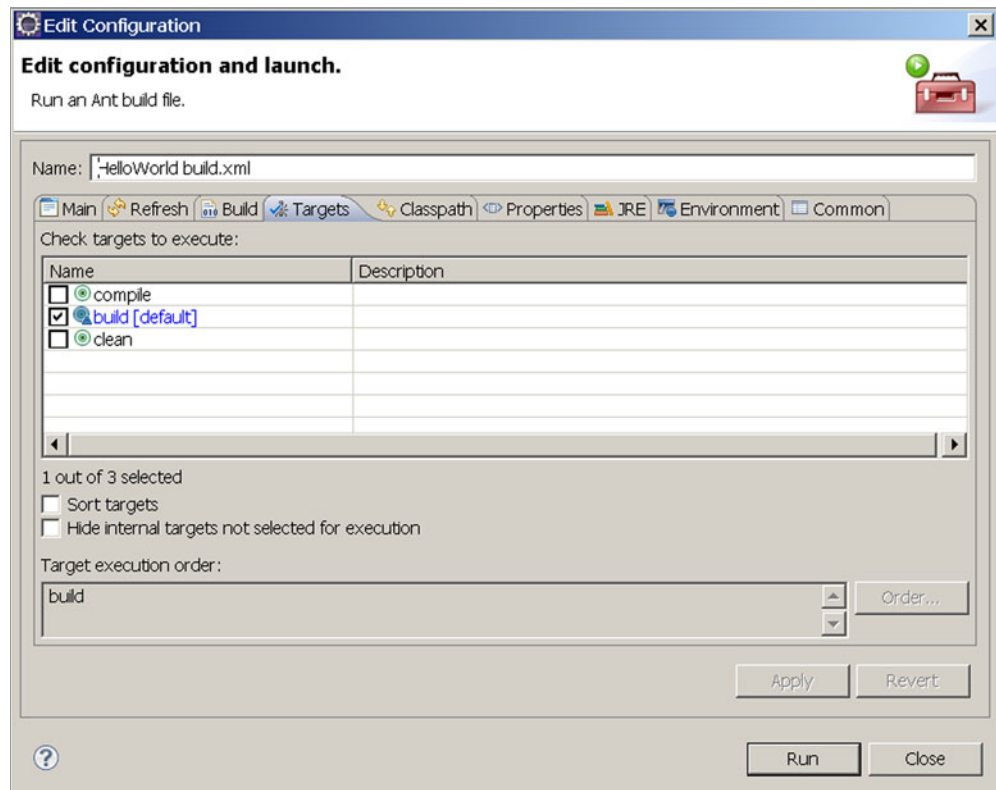 Edit Configuration
Edit configuration and launch.
Run an Ant build file.
Name: HelloWorld build.xml
Main Refresh Build Targets Classpath Properties JRE Environment Common
Check targets to execute:
Name Description
compile
build [default]
clean
1 out of 3 selected
Sort targets
Hide internal targets not selected for execution
Target execution order:
build
Order...
Apply Revert
Run Close